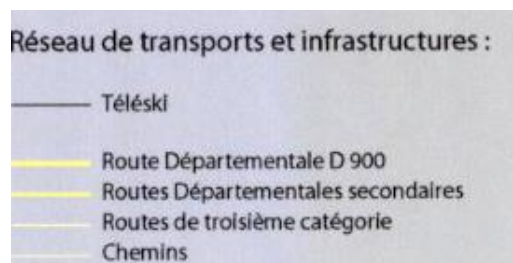 Réseau de transports et infrastructures :
Téléski
Route Départementale D 900
Routes Départementales secondaires
Routes de troisième catégorie
Chemins